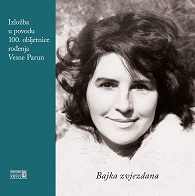 Izložba
u povodu
100. obljetnice
rođenja
Vesne Parun
Bajka zvjezdana